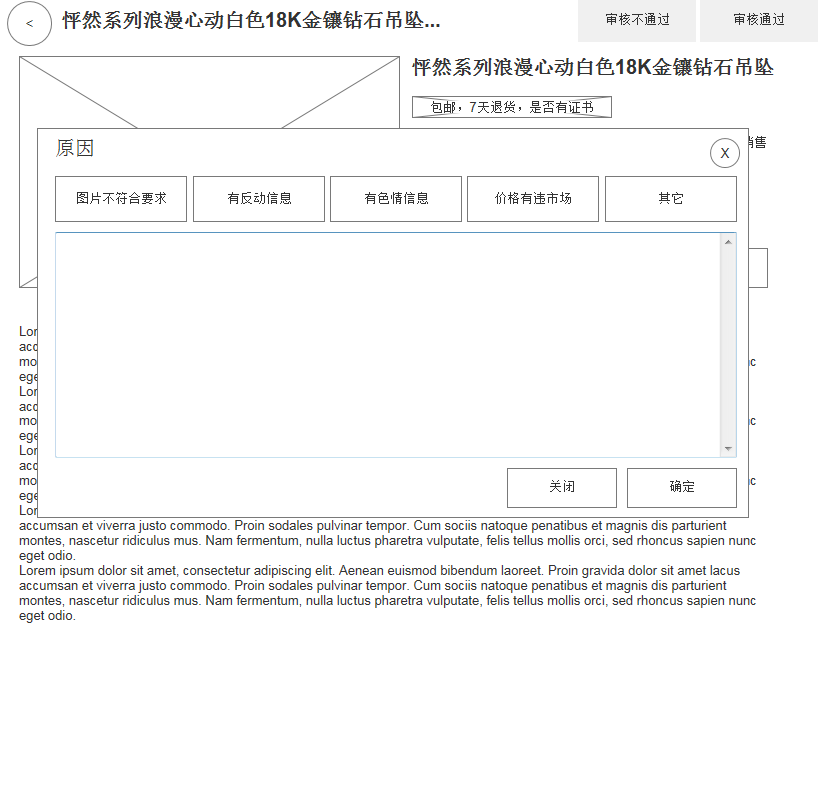 <
怦然系列浪漫心动白色18K金镶钻石吊坠...
审核不通过
审核通过
怦然系列浪漫心动白色18K金镶钻石吊坠
包邮，7天退货，是否有证书
销售
原因
X
图片不符合要求
有反动信息
有色情信息
价格有违市场
其它
关闭
确定
Lor
acc
mo
c
ege
Lor
acc
mo
c
ege
Lor
acc
mo
c
ege
Lor
accumsan et viverra justo commodo. Proin sodales pulvinar tempor. Cum sociis natoque penatibus et magnis dis parturient
montes, nascetur ridiculus mus. Nam fermentum, nulla luctus pharetra vulputate, felis tellus mollis orci, sed rhoncus sapien nunc
eget odio.
Lorem ipsum dolor sit amet, consectetur adipiscing elit. Aenean euismod bibendum laoreet. Proin gravida dolor sit amet lacus
accumsan et viverra justo commodo. Proin sodales pulvinar tempor. Cum sociis natoque penatibus et magnis dis parturient
montes, nascetur ridiculus mus. Nam fermentum, nulla luctus pharetra vulputate, felis tellus mollis orci, sed rhoncus sapien nunc
eget odio.